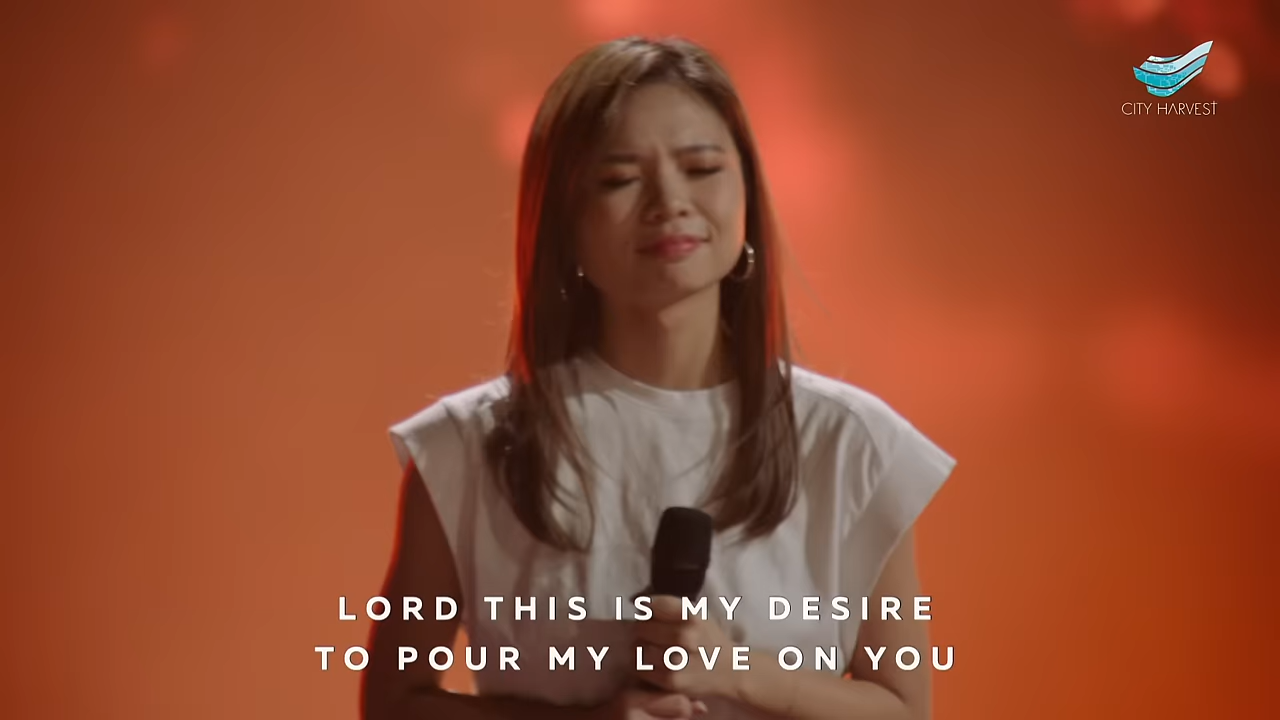 CITY HARVEST
LORD THIS IS MY DESIRE
TO POUR MY LOVE ON YOU